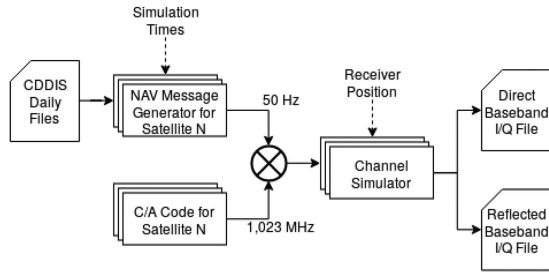 Simulation
Times
CDDIS
Daily
Files
NAV Message
Generator for
Satellite N
50 Hz
Receiver
Position
Direct
Baseband
I/Q File
Channel
Simulator
C/A Code for
Satellite N
1,023 MHz
Reflected
Baseband
I/Q File